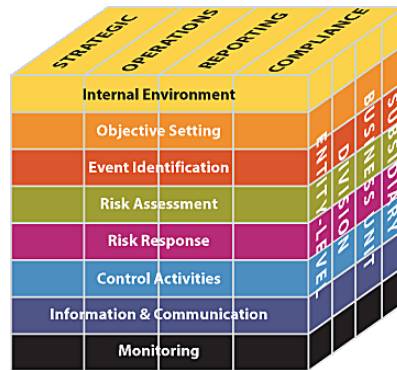 STRATEGIC
OPERATIONS
REPORTING
COMPLIANCE
Internal Environment
Objective Setting
Event Identification
Risk Assessment
Risk Response
Control Activities
Information & Communication
Monitoring
ENTITY-LEVEL
DIVISION
BUSINESS UNIT
SUBSIDIARY